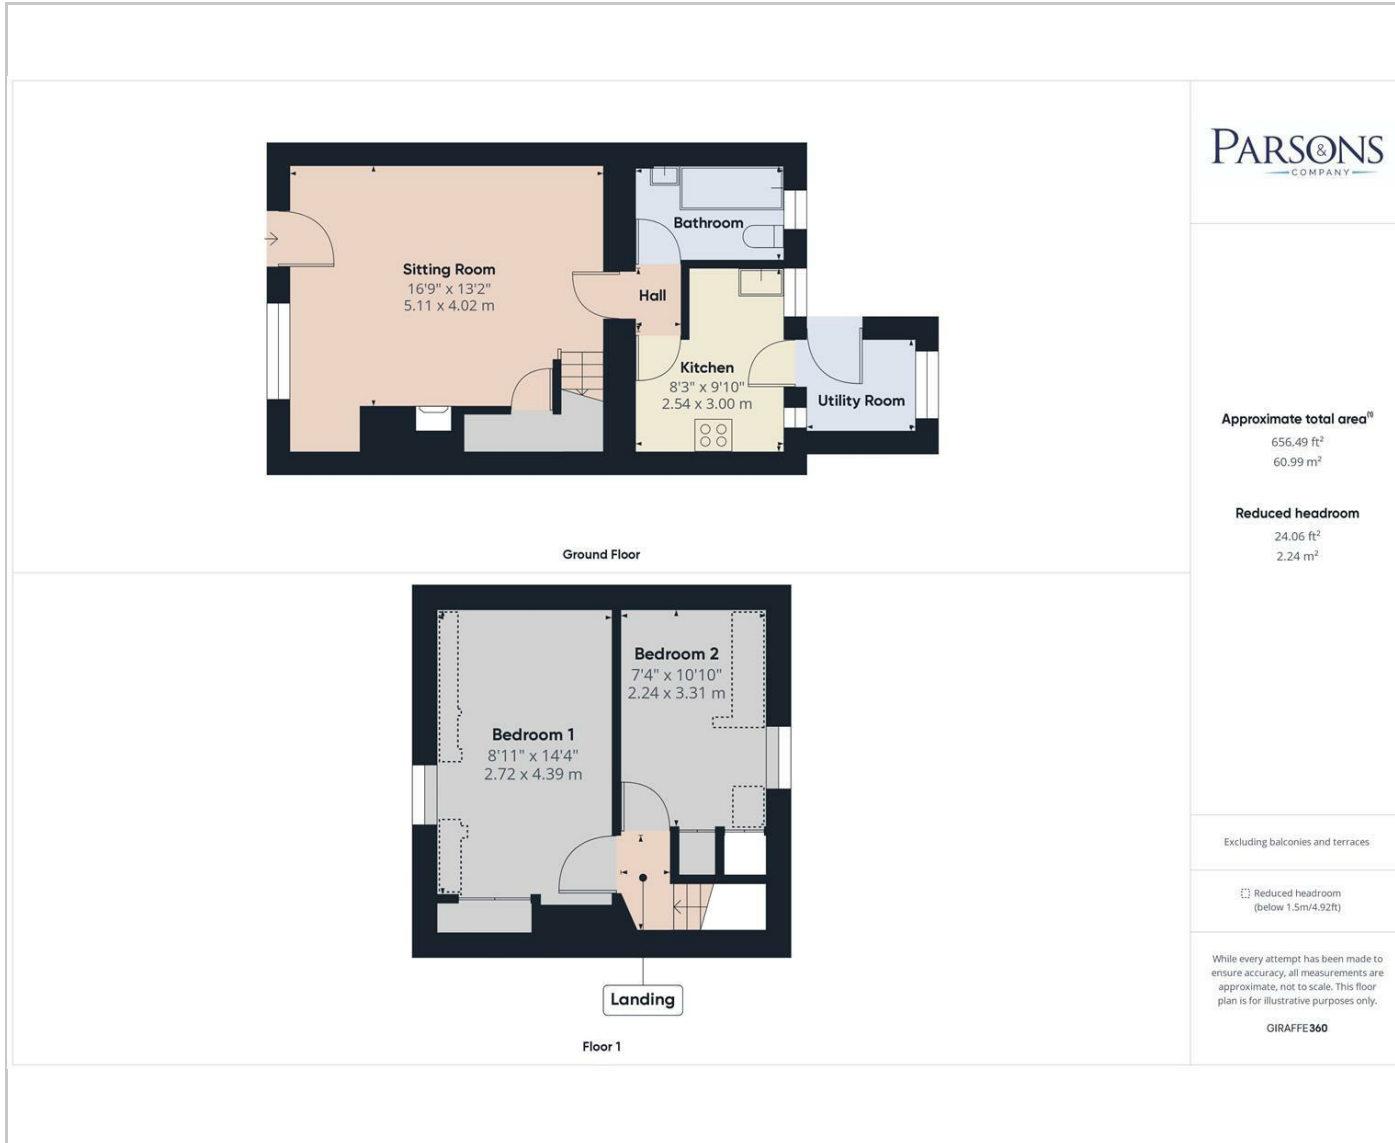 PARSONS
&
COMPANY
Sitting Room
16'9" x 13'2"
5.11 x 4.02 m
Bathroom
Hall
Kitchen
8'3" x 9'10"
2.54 x 3.00 m
Utility Room
Ground Floor
Bedroom 1
8'11" x 14'4"
2.72 x 4.39 m
Bedroom 2
7'4" x 10'10"
2.24 x 3.31 m
Landing
Floor 1
Approximate total area(1)
656.49 ft²
60.99 m²
Reduced headroom
24.06 ft²
2.24 m²
Excluding balconies and terraces
Reduced headroom
(below 1.5m/4.92ft)
While every attempt has been made to
ensure accuracy, all measurements are
approximate, not to scale. This floor
plan is for illustrative purposes only.
GIRAFFE360